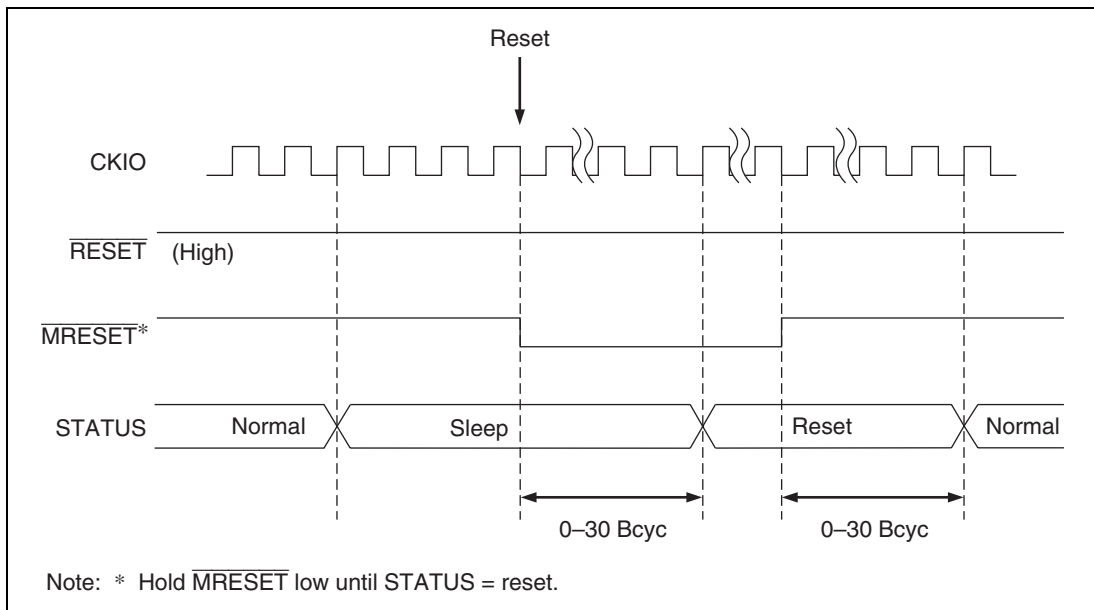 Reset
CKIO
RESET (High)
MRESET*
STATUS Normal Sleep Reset Normal
0–30 Bcyc 0–30 Bcyc
Note: * Hold MRESET low until STATUS = reset.